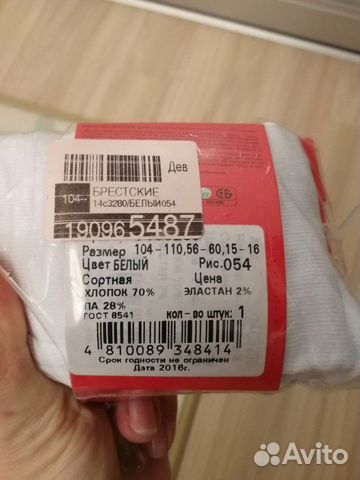 Дев
104-
БРЕСТСКИЕ
14с3280/БЕЛЫЙ054
190965487
Размер 104-110,56-60,15-16
Цвет БЕЛЫЙ Рис.054
Сортная Цена
ХЛОПОК 70% ЭЛАСТАН 2%
ПА 28%
ГОСТ 8541 кол-во штук: 1
4 810089 348414
Срок годности не ограничен
Дата 2016г.
Avito